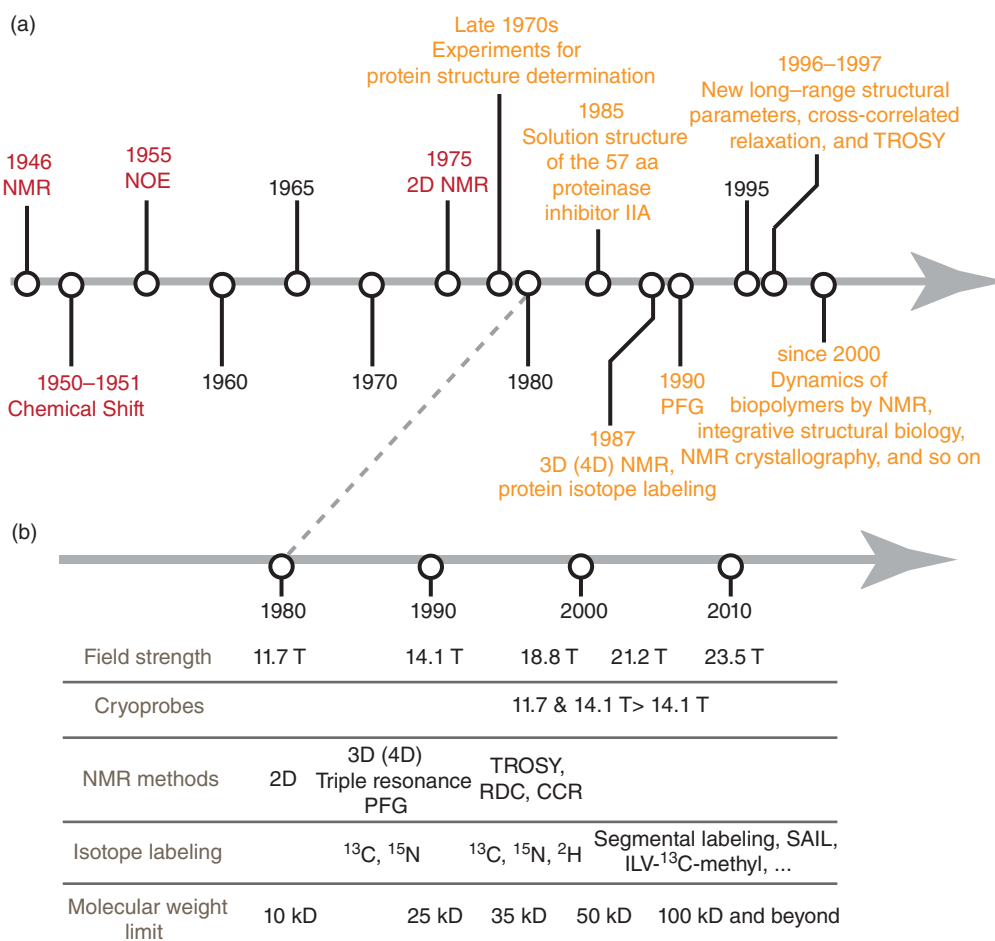 (a)
Late 1970s
Experiments for
protein structure determination
1996–1997
New long–range structural
parameters, cross-correlated
relaxation, and TROSY
1985
Solution structure
of the 57 aa
proteinase
inhibitor IIA
1946
NMR
1955
NOE
1965
1975
2D NMR
1995
1950–1951
Chemical Shift
1960
1970
1980
1987
3D (4D) NMR,
protein isotope labeling
1990
PFG
since 2000
Dynamics of
biopolymers by NMR,
integrative structural biology,
NMR crystallography, and so on
(b)
1980 1990 2000 2010
Field strength 11.7 T 14.1 T 18.8 T 21.2 T 23.5 T
Cryoprobes 11.7 & 14.1 T> 14.1 T
NMR methods 2D
3D (4D)
Triple resonance
PFG
TROSY,
RDC, CCR
Isotope labeling ¹³C, ¹⁵N ¹³C, ¹⁵N, ²H
Segmental labeling, SAIL,
ILV-¹³C-methyl, ...
Molecular weight
limit
10 kD 25 kD 35 kD 50 kD 100 kD and beyond